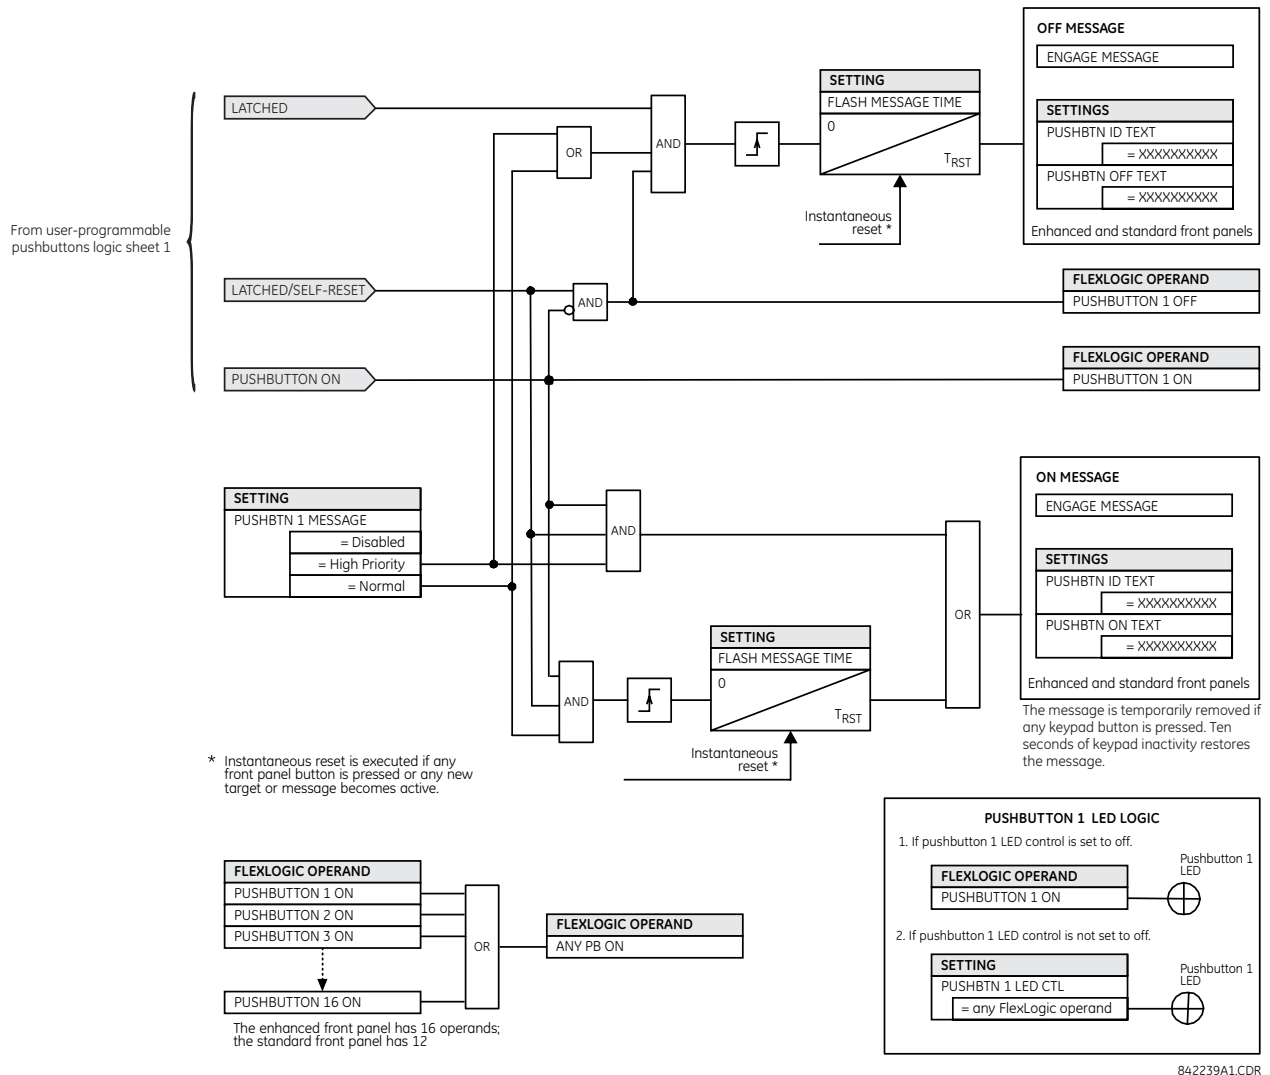 OFF MESSAGE
ENGAGE MESSAGE
SETTINGS
PUSHBTN ID TEXT
= XXXXXXXXXX
PUSHBTN OFF TEXT
= XXXXXXXXXX
Enhanced and standard front panels
SETTING
FLASH MESSAGE TIME
0
TRST
Instantaneous
reset *
LATCHED
OR
AND
From user-programmable
pushbuttons logic sheet 1
LATCHED/SELF-RESET
AND
FLEXLOGIC OPERAND
PUSHBUTTON 1 OFF
PUSHBUTTON ON
FLEXLOGIC OPERAND
PUSHBUTTON 1 ON
SETTING
PUSHBTN 1 MESSAGE
= Disabled
= High Priority
= Normal
AND
OR
ON MESSAGE
ENGAGE MESSAGE
SETTINGS
PUSHBTN ID TEXT
= XXXXXXXXXX
PUSHBTN ON TEXT
= XXXXXXXXXX
Enhanced and standard front panels
The message is temporarily removed if
any keypad button is pressed. Ten
seconds of keypad inactivity restores
the message.
AND
SETTING
FLASH MESSAGE TIME
0
TRST
Instantaneous
reset *
* Instantaneous reset is executed if any
front panel button is pressed or any new
target or message becomes active.
FLEXLOGIC OPERAND
PUSHBUTTON 1 ON
PUSHBUTTON 2 ON
PUSHBUTTON 3 ON
PUSHBUTTON 16 ON
OR
FLEXLOGIC OPERAND
ANY PB ON
The enhanced front panel has 16 operands;
the standard front panel has 12
PUSHBUTTON 1 LED LOGIC
1. If pushbutton 1 LED control is set to off.
FLEXLOGIC OPERAND
PUSHBUTTON 1 ON
Pushbutton 1
LED
2. If pushbutton 1 LED control is not set to off.
SETTING
PUSHBTN 1 LED CTL
= any FlexLogic operand
Pushbutton 1
LED
842239A1.CDR